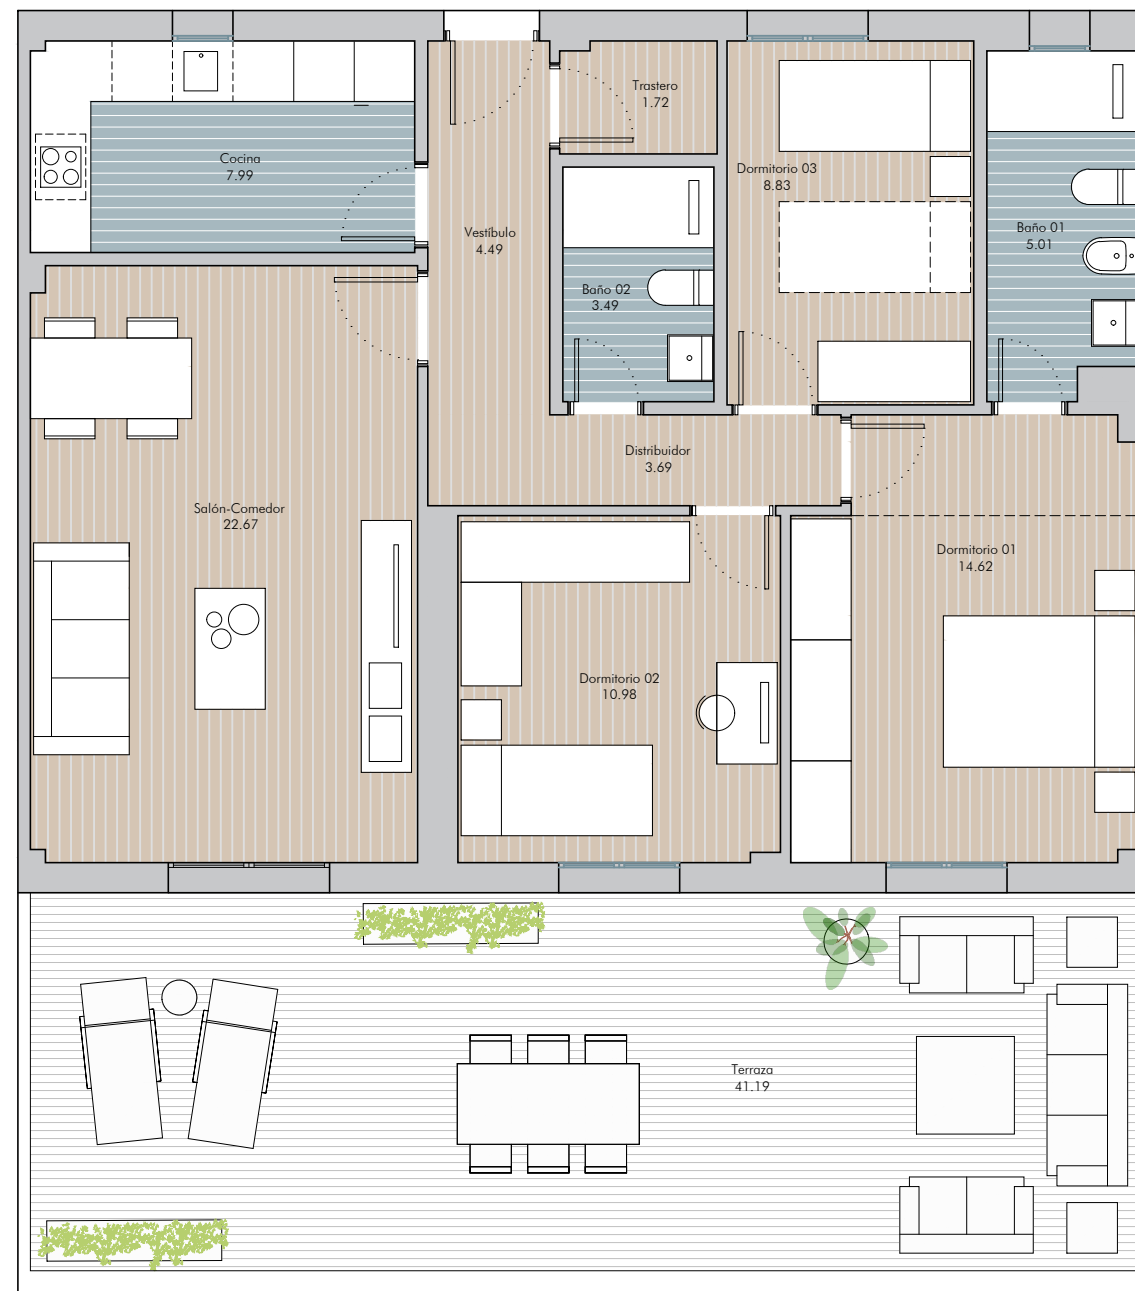 Trastero
1.72
Cocina
7.99
Dormitorio 03
8.83
Vestíbulo
4.49
Baño 01
5.01
Baño 02
3.49
Distribuidor
3.69
Salón-Comedor
22.67
Dormitorio 01
14.62
Dormitorio 02
10.98
Terraza
41.19